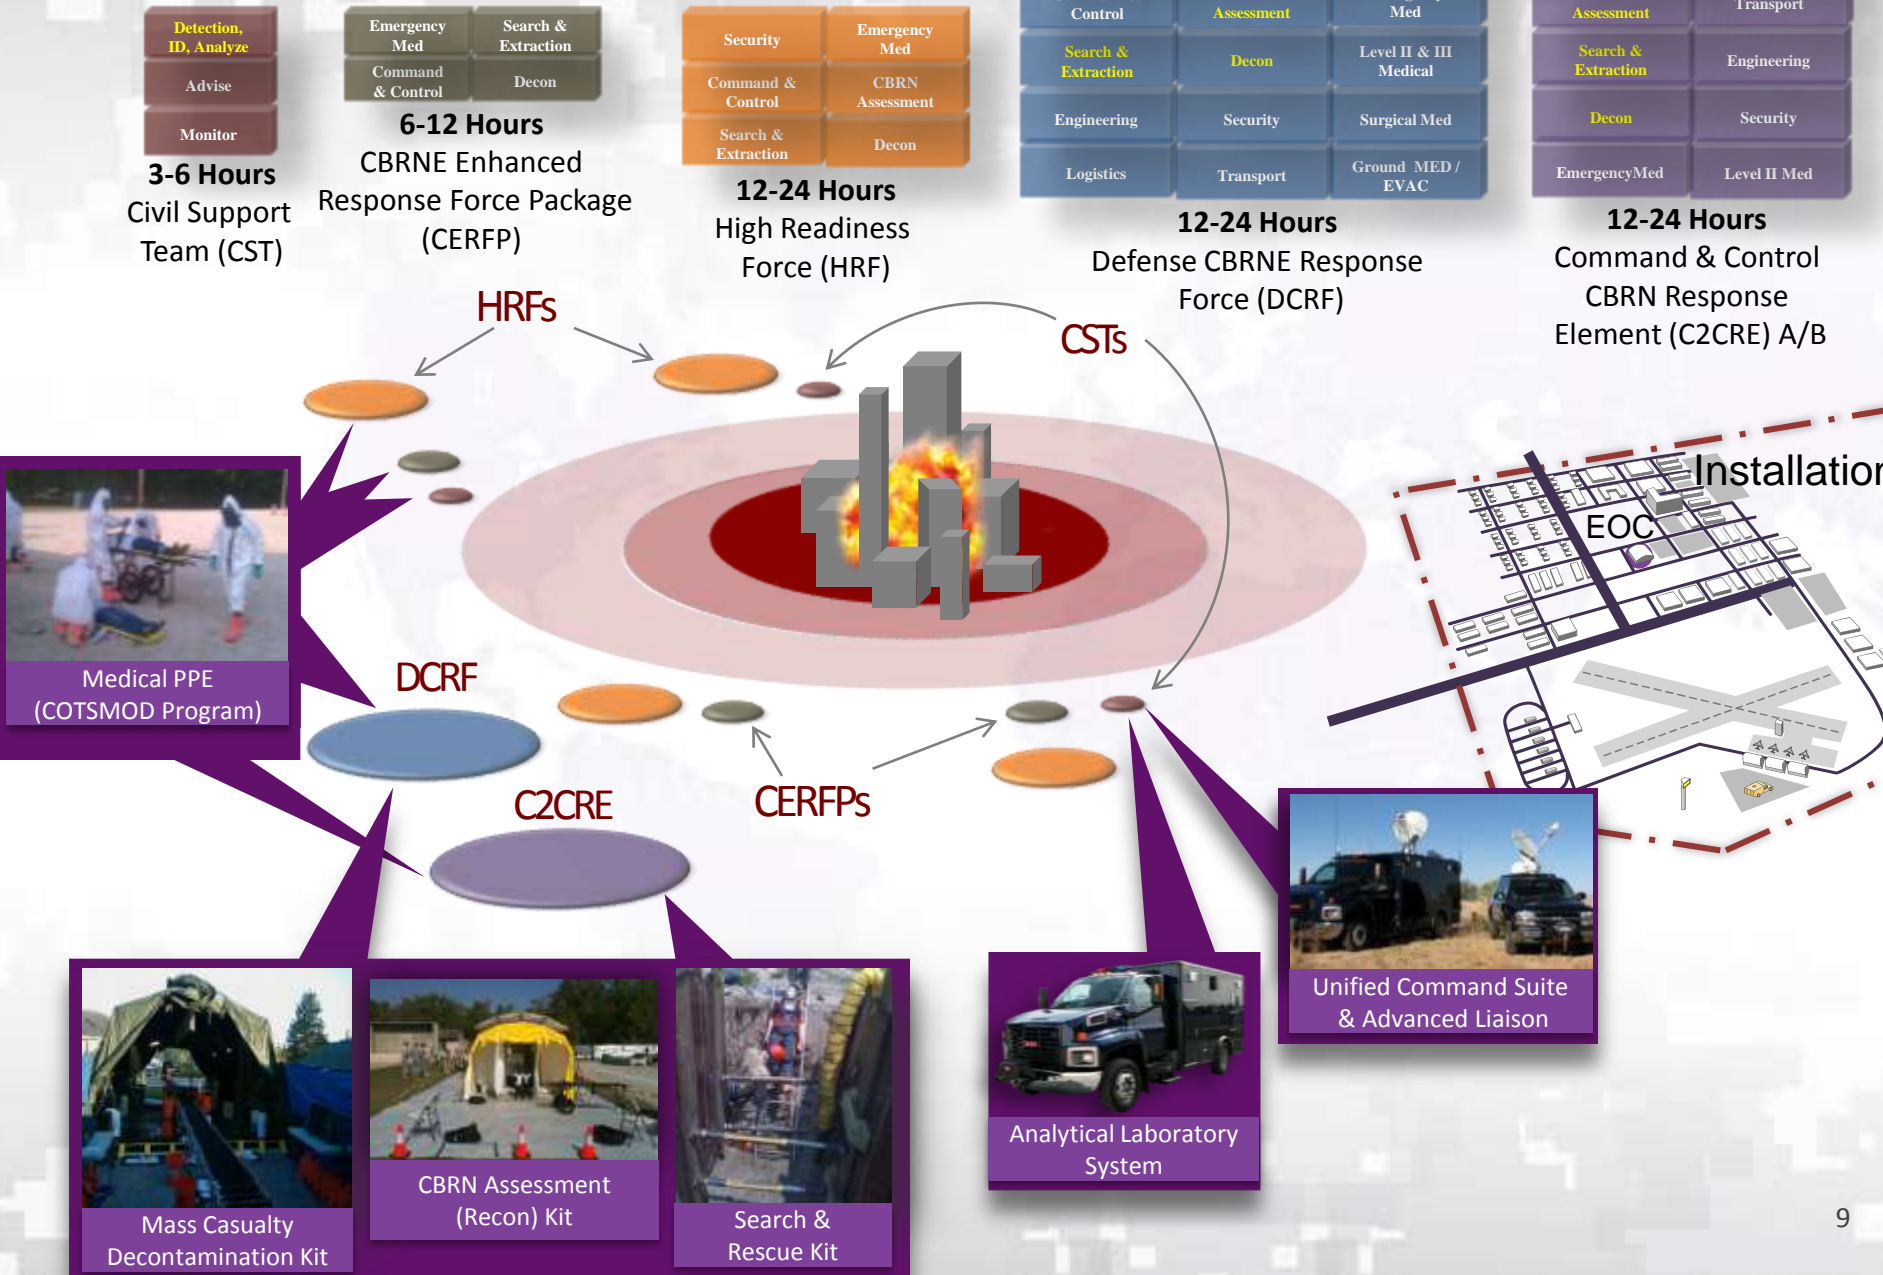 Detection,
ID, Analyze
Advise
Monitor
3-6 Hours
Civil Support
Team (CST)
Emergency
Med
Search &
Extraction
Command
& Control
Decon
6-12 Hours
CBRNE Enhanced
Response Force Package
(CERFP)
Security
Emergency
Med
Command &
Control
CBRN
Assessment
Search &
Extraction
Decon
12-24 Hours
High Readiness
Force (HRF)
Control
Assessment
Med
Search &
Extraction
Decon
Level II & III
Medical
Engineering
Security
Surgical Med
Logistics
Transport
Ground MED /
EVAC
12-24 Hours
Defense CBRNE Response
Force (DCRF)
Assessment
Transport
Search &
Extraction
Engineering
Decon
Security
EmergencyMed
Level II Med
12-24 Hours
Command & Control
CBRN Response
Element (C2CRE) A/B
HRFs
CSTs
Installation
EOC
Medical PPE
(COTSMOD Program)
DCRF
C2CRE
CERFPs
Unified Command Suite
& Advanced Liaison
Analytical Laboratory
System
Mass Casualty
Decontamination Kit
CBRN Assessment
(Recon) Kit
Search &
Rescue Kit
9